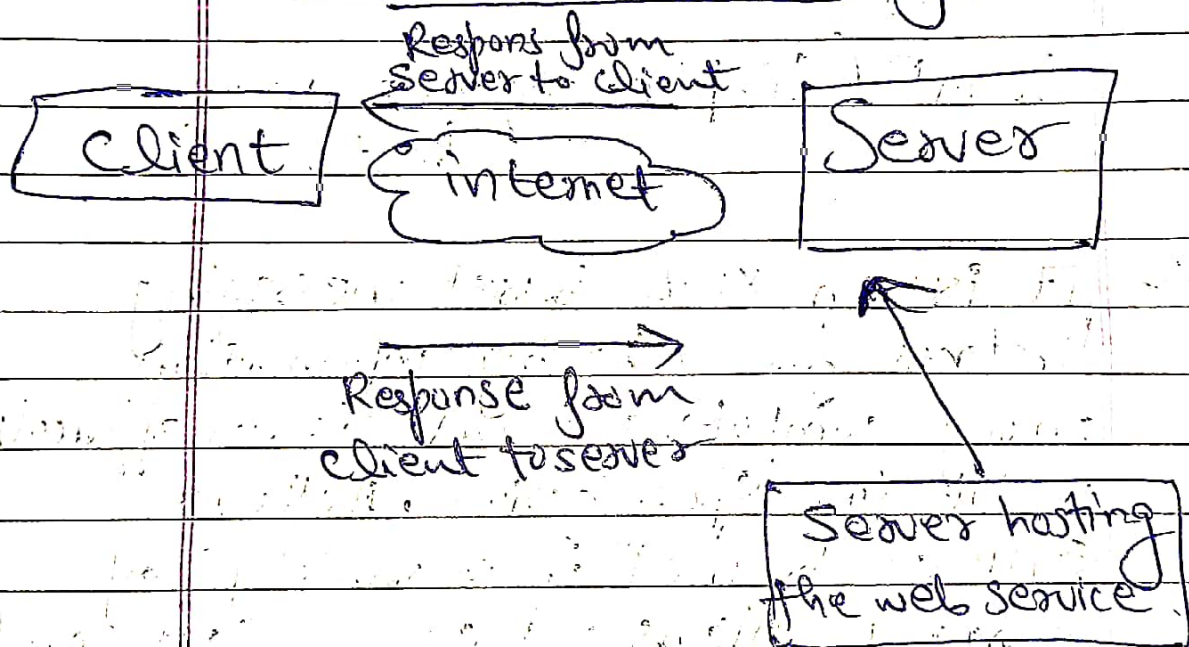 Respons from
server to client
Client
internet
Server
Response from
client to server
Server hosting
the web service